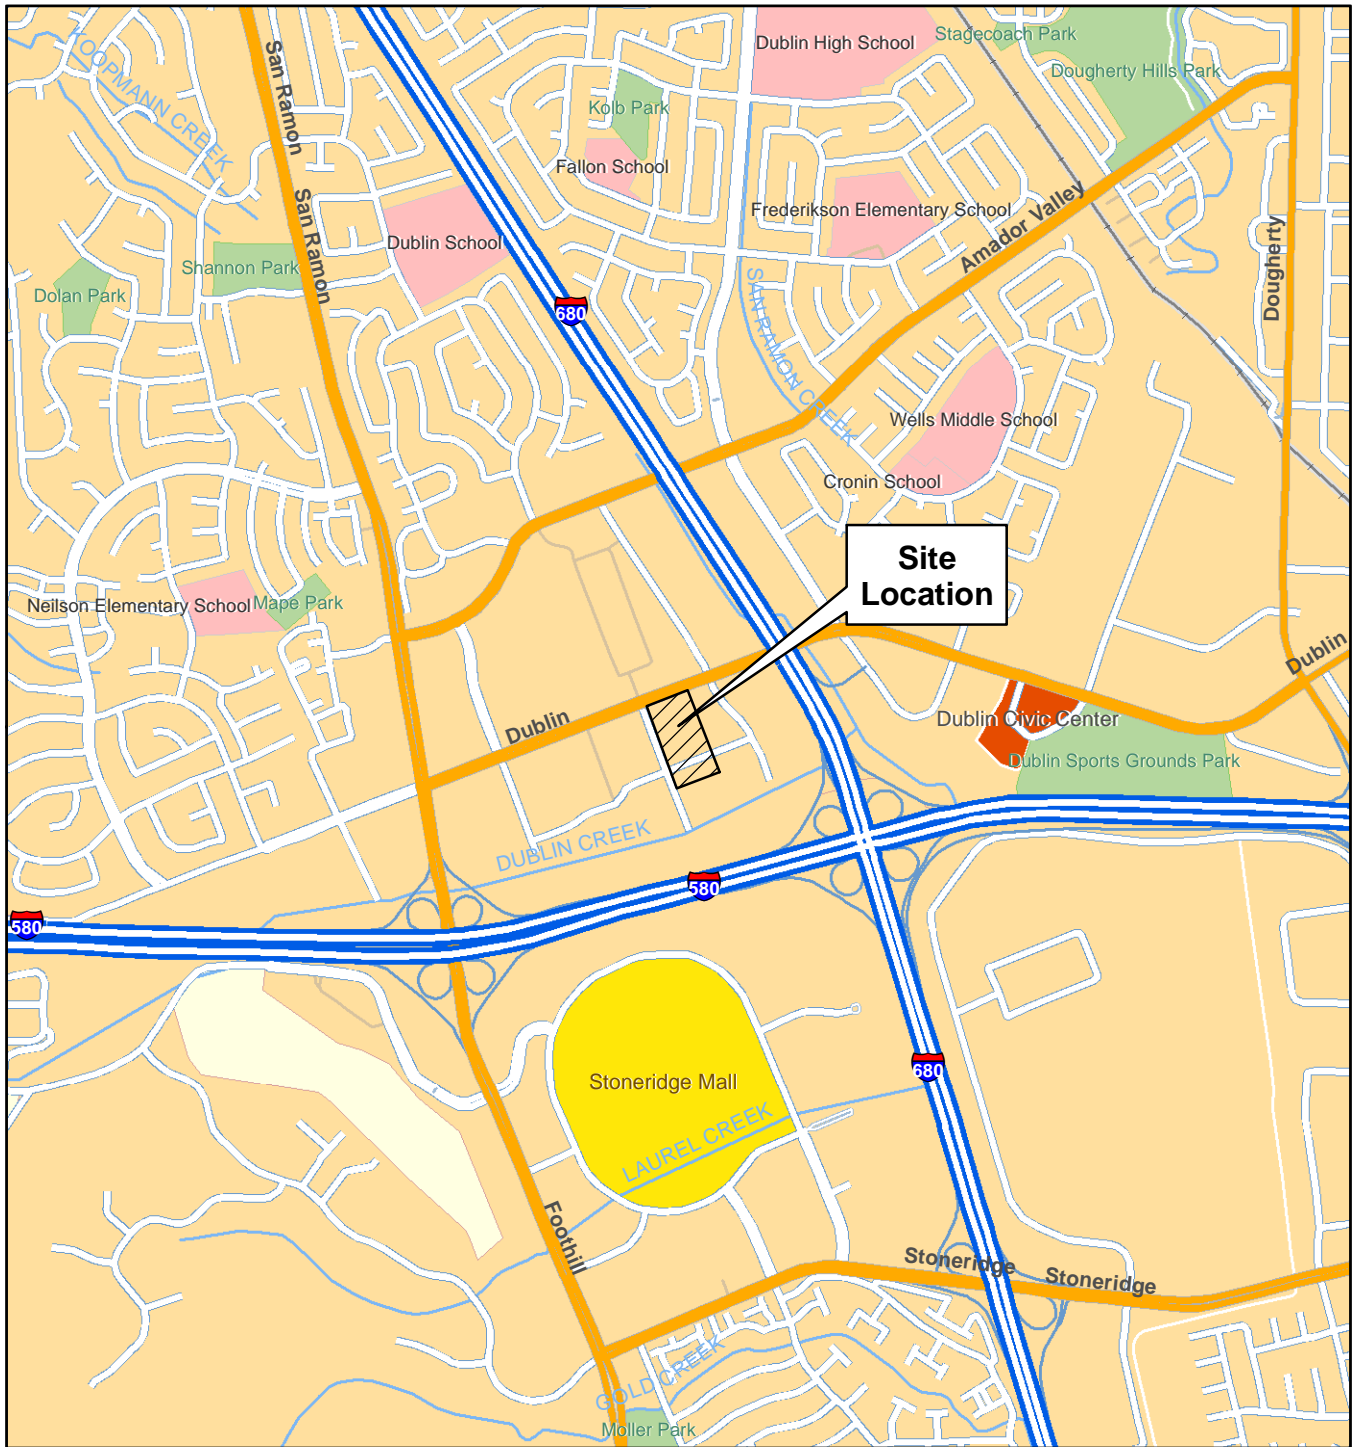 Dublin High School
Stagecoach Park
Dougherty Hills Park
KOOPMANN CREEK
San Ramon
Kolb Park
Fallon School
Frederikson Elementary School
Amador Valley
San Ramon
Dublin School
Shannon Park
Dolan Park
Dougherty
680
SAN RAMON CREEK
Wells Middle School
Cronin School
Site
Location
Neilson Elementary School
Mape Park
Dublin
Dublin
Dublin Civic Center
Dublin Sports Grounds Park
DUBLIN CREEK
580
580
Stoneridge Mall
680
LAUREL CREEK
Foothill
Stoneridge
Stoneridge
GOLD CREEK
Moller Park